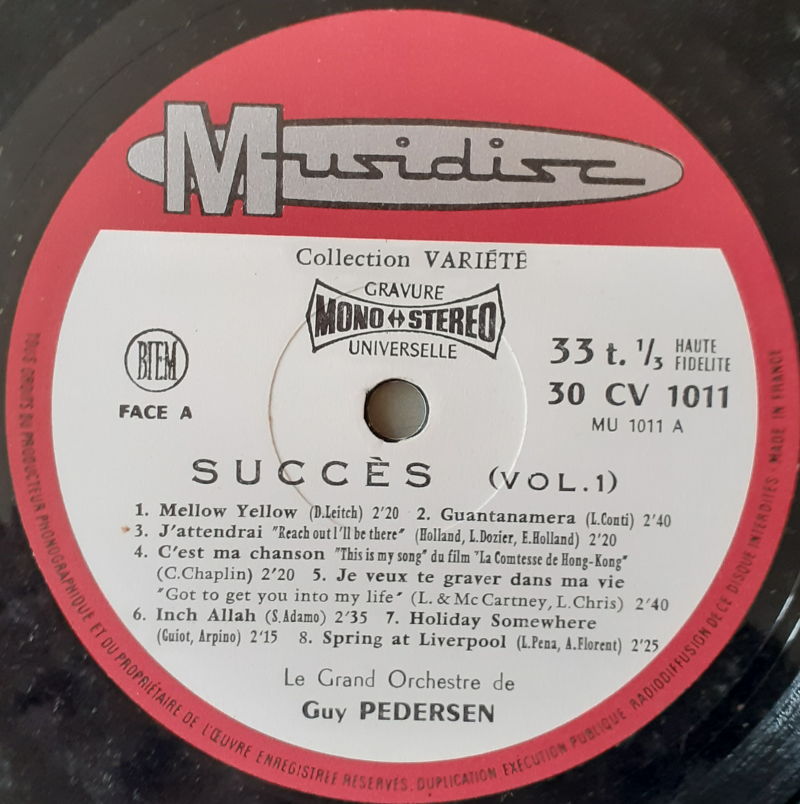 Musidisc
Collection VARIÉTÉ
GRAVURE
MONO ↔ STEREO
UNIVERSELLE
BIEM
FACE A
33 t. 1/3 HAUTE FIDELITE
30 CV 1011
MU 1011 A
SUCCÈS (VOL.1)
1. Mellow Yellow (D.Leitch) 2'20 2. Guantanamera (L.Conti) 2'40
3. J'attendrai "Reach out I'll be there" (Holland, L.Dozier, E.Holland) 2'20
4. C'est ma chanson "This is my song" du film "La Comtesse de Hong-Kong"
(C.Chaplin) 2'20 5. Je veux te graver dans ma vie
"Got to get you into my life" (L. & Mc Cartney, L.Chris) 2'40
6. Inch Allah (S.Adamo) 2'35 7. Holiday Somewhere
(Guiot, Arpino) 2'15 8. Spring at Liverpool (L.Pena, A.Florent) 2'25
Le Grand Orchestre de
Guy PEDERSEN
TOUS DROITS DU PRODUCTEUR PHONOGRAPHIQUE ET DU PROPRIÉTAIRE DE L'ŒUVRE ENREGISTRÉE RÉSERVÉS. DUPLICATION EXÉCUTION PUBLIQUE RADIODIFFUSION DE CE DISQUE INTERDITES - MADE IN FRANCE